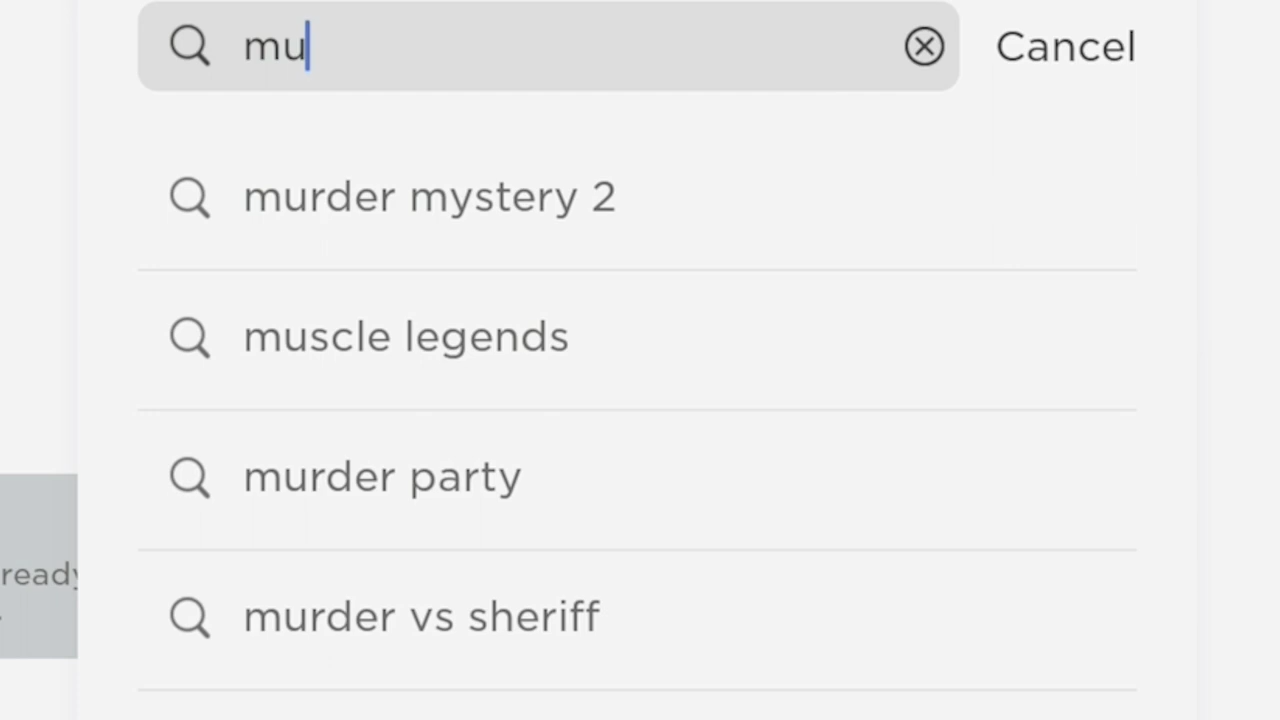 mu
Cancel
murder mystery 2
muscle legends
murder party
murder vs sheriff
ready